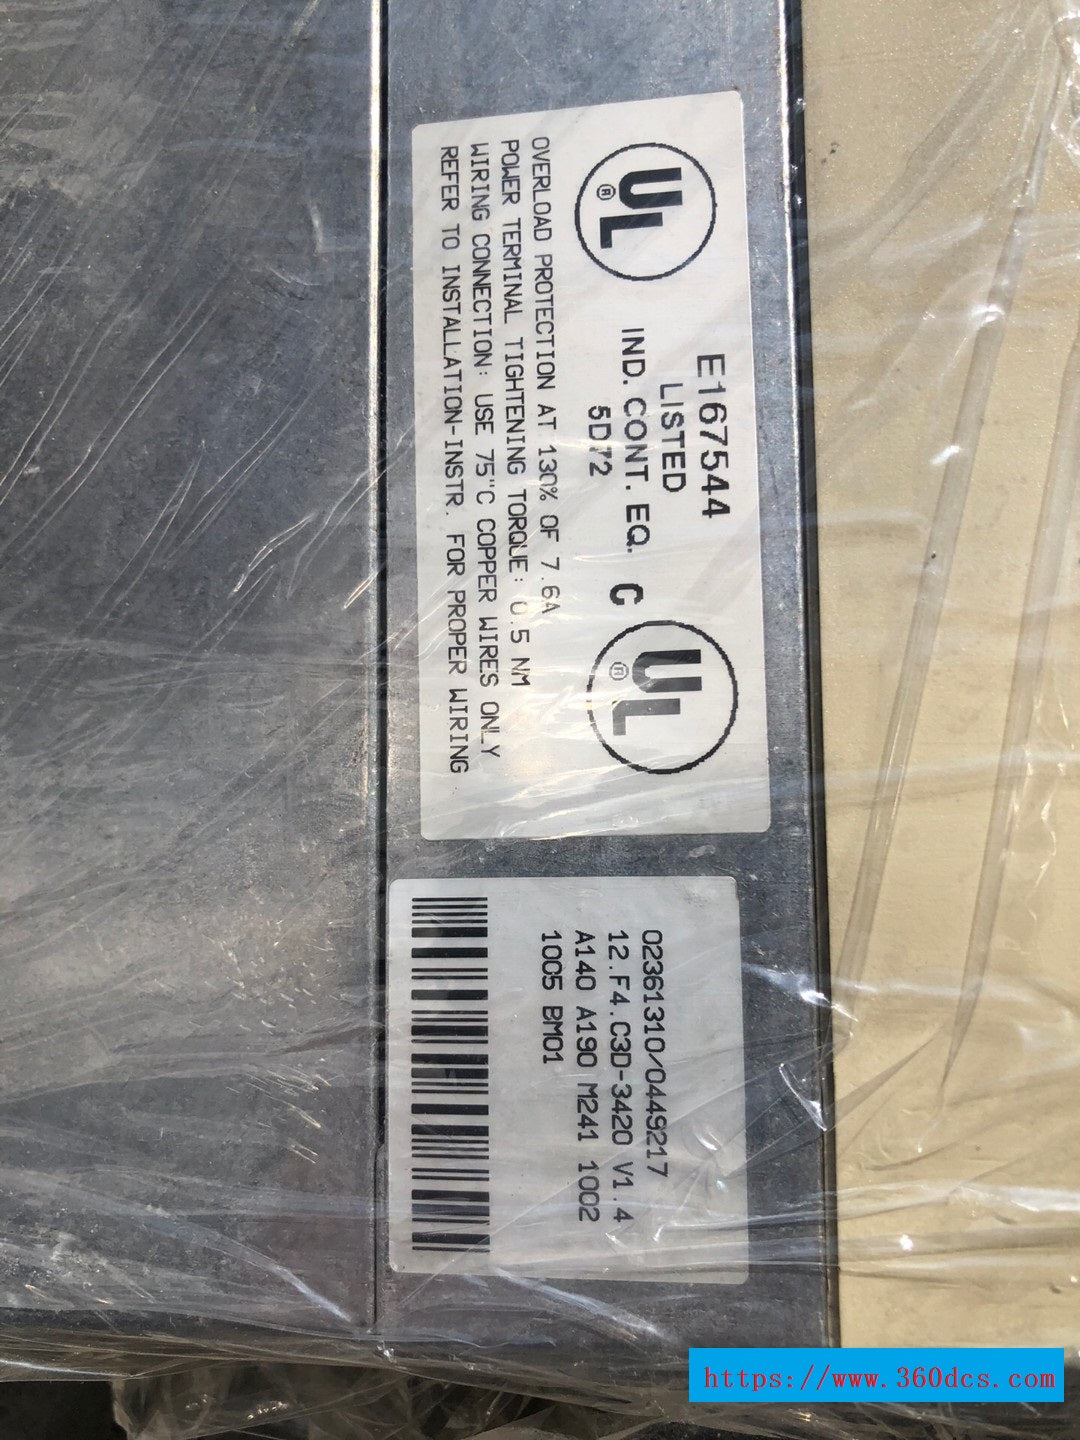 UL
®
E167544
LISTED
IND. CONT. EQ.
5D72
C
UL
®
OVERLOAD PROTECTION AT 130% OF 7.6A
POWER TERMINAL TIGHTENING TORQUE: 0.5 NM
WIRING CONNECTION: USE 75"C COPPER WIRES ONLY
REFER TO INSTALLATION-INSTR. FOR PROPER WIRING
02361310/0449217
12.F4.C3D-3420 V1.4
A140 A190 M241 1002
1005 BM01
https://www.360dcs.com